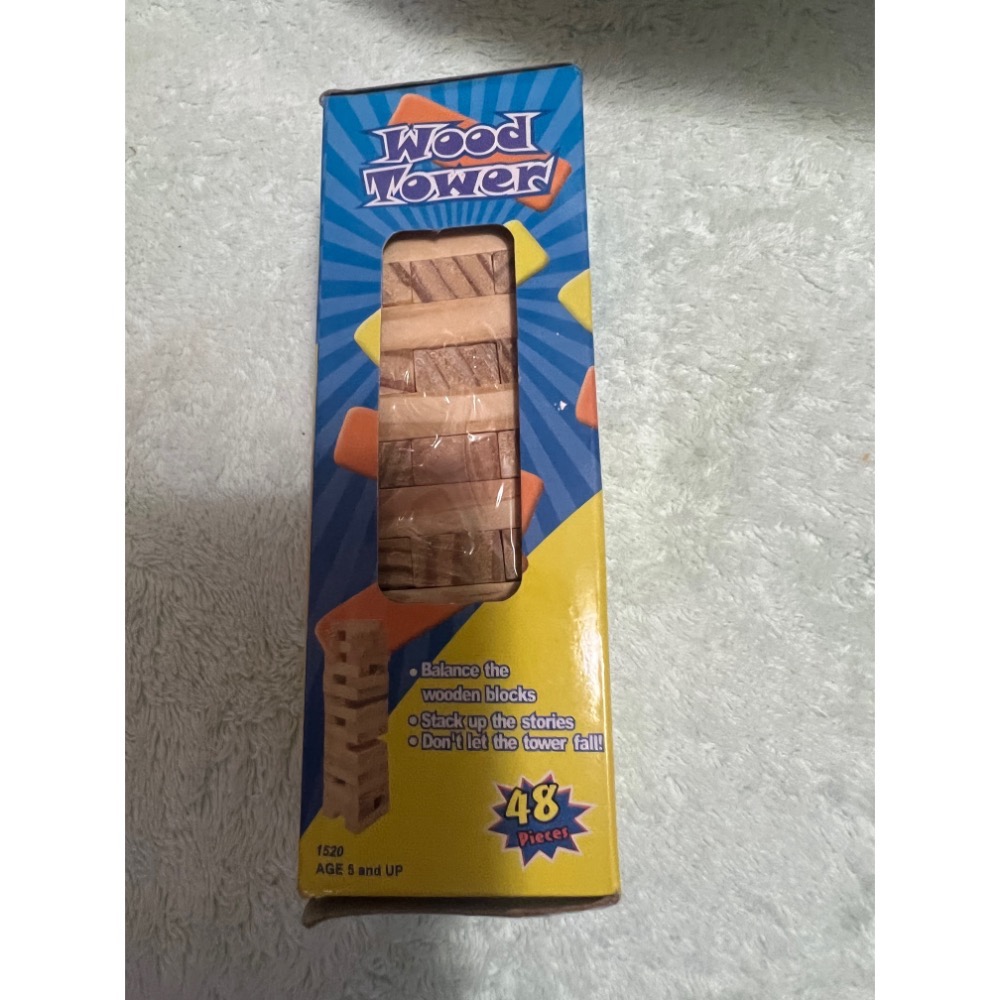 Wood
Tower
• Balance the
wooden blocks
• Stack up the stories
• Don't let the tower fall!
48
Pieces
1520
AGE 5 and UP